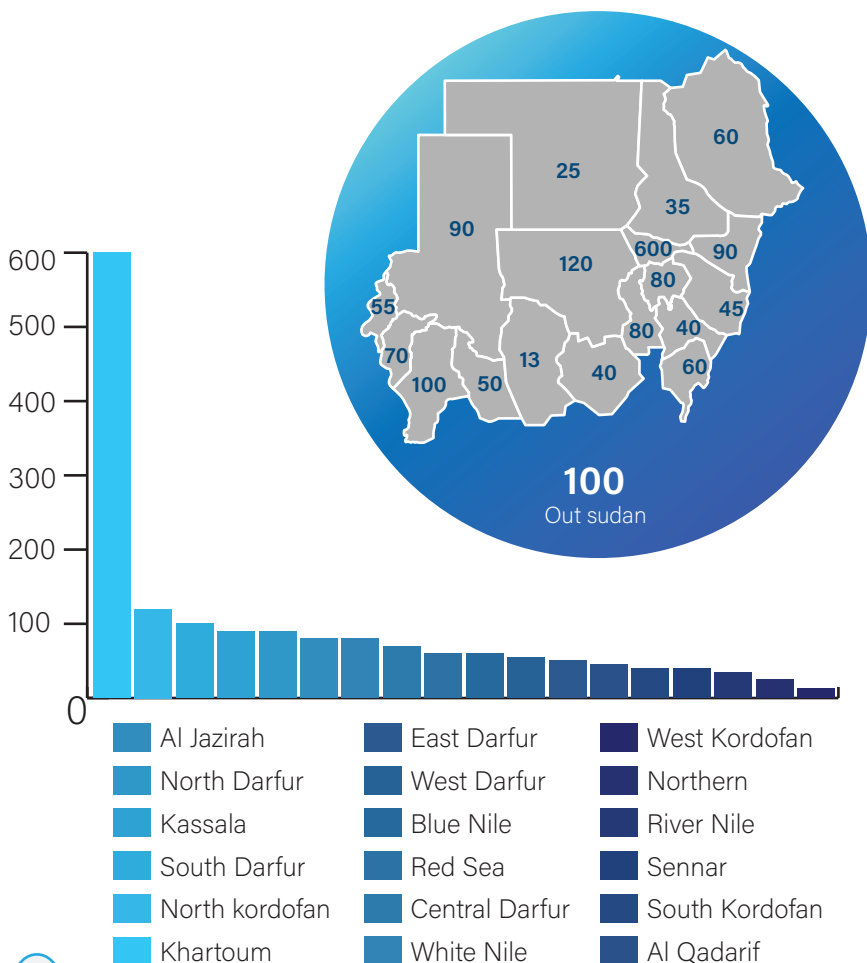 60
25
35
90
600
90
120
80
55
45
80
40
70
13
60
100
50
40
100
Out sudan
600
500
400
300
200
100
0
Al Jazirah
North Darfur
Kassala
South Darfur
North kordofan
Khartoum
East Darfur
West Darfur
Blue Nile
Red Sea
Central Darfur
White Nile
West Kordofan
Northern
River Nile
Sennar
South Kordofan
Al Qadarif